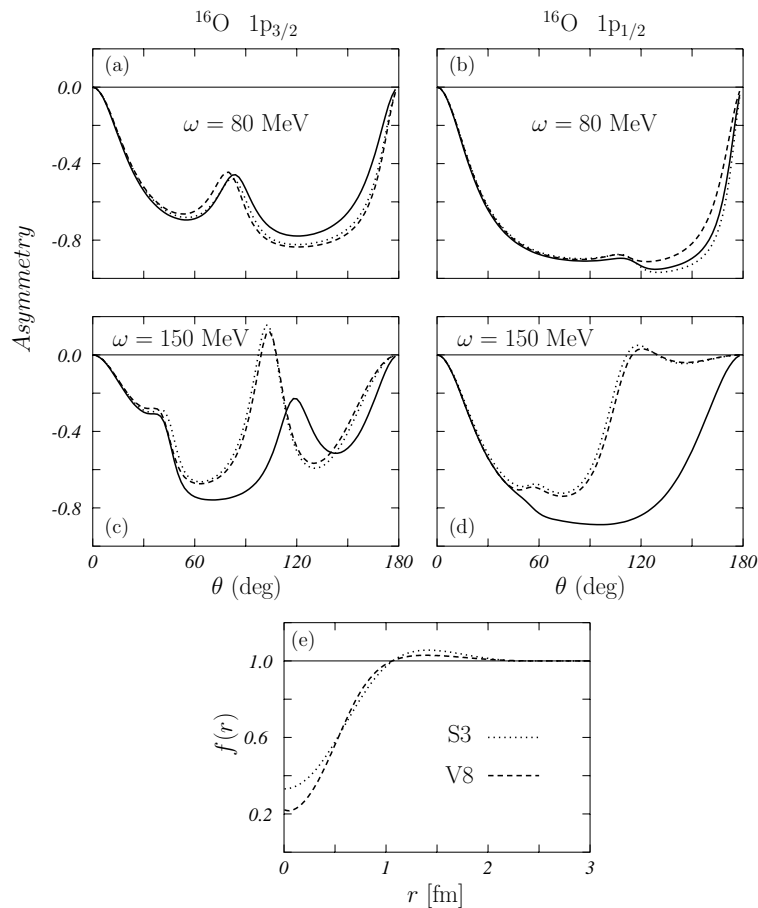 ¹⁶O 1p₃/₂
¹⁶O 1p₁/₂
Asymmetry
(a)
0.0
-0.4
-0.8
ω = 80 MeV
(b)
ω = 80 MeV
ω = 150 MeV
0.0
-0.4
-0.8
(c)
0 60 120 180
θ (deg)
ω = 150 MeV
(d)
0 60 120 180
θ (deg)
(e)
1.0
0.6
0.2
f(r)
S3
V8
0 1 2 3
r [fm]